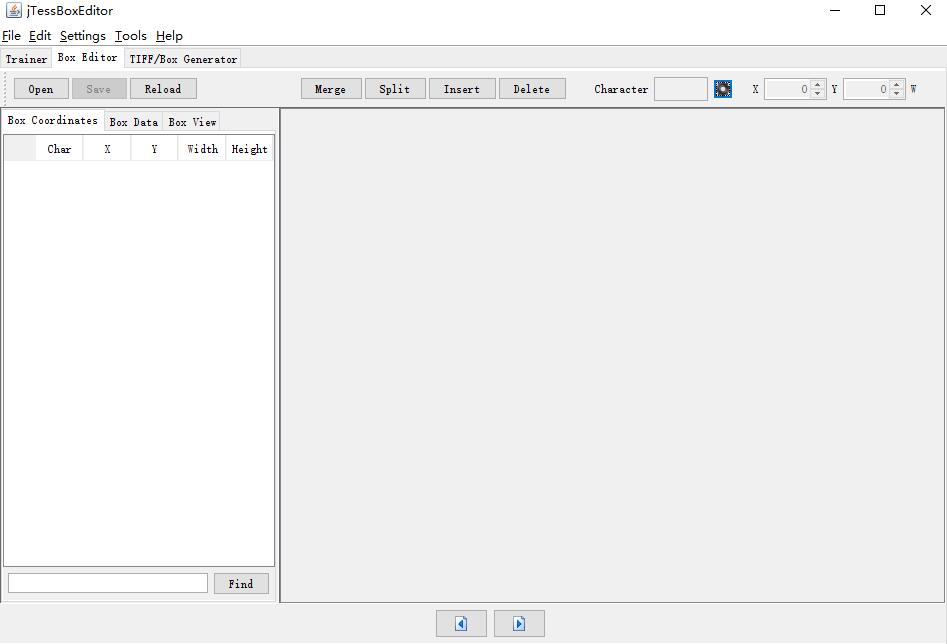 jTessBoxEditor
File Edit Settings Tools Help
Trainer Box Editor TIFF/Box Generator
Open Save Reload Merge Split Insert Delete Character X 0 Y 0 W
Box Coordinates Box Data Box View
Char X Y Width Height
Find